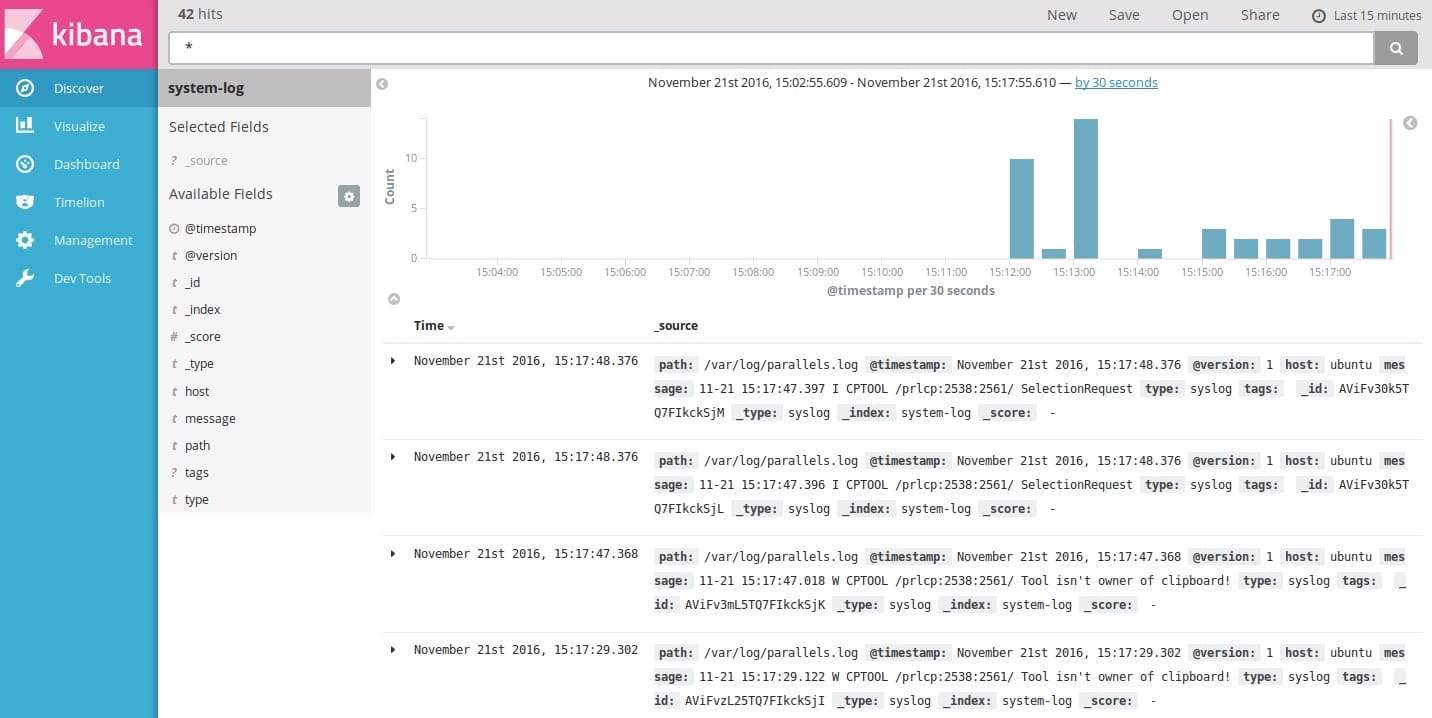 kibana
42 hits
New Save Open Share Last 15 minutes
*
Discover
Visualize
Dashboard
Timelion
Management
Dev Tools
system-log
Selected Fields
? _source
Available Fields
@timestamp
t @version
t _id
t _index
# _score
t _type
t host
t message
t path
? tags
t type
November 21st 2016, 15:02:55.609 - November 21st 2016, 15:17:55.610 — by 30 seconds
Count
10
5
0
15:04:00 15:05:00 15:06:00 15:07:00 15:08:00 15:09:00 15:10:00 15:11:00 15:12:00 15:13:00 15:14:00 15:15:00 15:16:00 15:17:00
@timestamp per 30 seconds
Time _source
November 21st 2016, 15:17:48.376 path: /var/log/parallels.log @timestamp: November 21st 2016, 15:17:48.376 @version: 1 host: ubuntu mes
sage: 11-21 15:17:47.397 I CPTOOL /prlcp:2538:2561/ SelectionRequest type: syslog tags: _id: AViFv30k5T
Q7FIkckSjM _type: syslog _index: system-log _score: -
November 21st 2016, 15:17:48.376 path: /var/log/parallels.log @timestamp: November 21st 2016, 15:17:48.376 @version: 1 host: ubuntu mes
sage: 11-21 15:17:47.396 I CPTOOL /prlcp:2538:2561/ SelectionRequest type: syslog tags: _id: AViFv30k5T
Q7FIkckSjL _type: syslog _index: system-log _score: -
November 21st 2016, 15:17:47.368 path: /var/log/parallels.log @timestamp: November 21st 2016, 15:17:47.368 @version: 1 host: ubuntu mes
sage: 11-21 15:17:47.018 W CPTOOL /prlcp:2538:2561/ Tool isn't owner of clipboard! type: syslog tags: _
id: AViFv3mL5TQ7FIkckSjK _type: syslog _index: system-log _score: -
November 21st 2016, 15:17:29.302 path: /var/log/parallels.log @timestamp: November 21st 2016, 15:17:29.302 @version: 1 host: ubuntu mes
sage: 11-21 15:17:29.122 W CPTOOL /prlcp:2538:2561/ Tool isn't owner of clipboard! type: syslog tags: _
id: AViFvzL25TQ7FIkckSjI _type: syslog _index: system-log _score: -